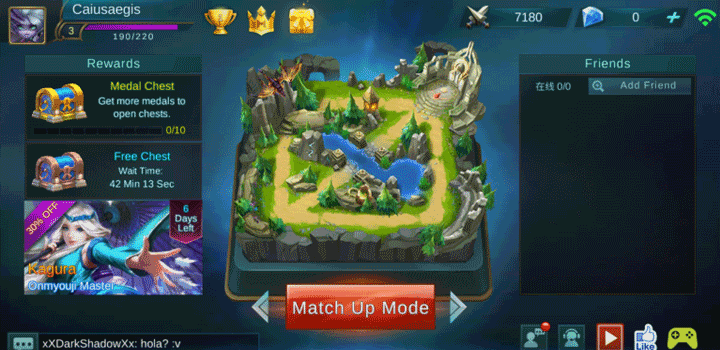 Caiusaegis
3
190/220
7180
0
Rewards
Medal Chest
Get more medals to
open chests.
0/10
Free Chest
Wait Time:
42 Min 13 Sec
30% OFF
6
Days
Left
Kagura
Onmyouji Master
Match Up Mode
Friends
在线 0/0
Add Friend
xXDarkShadowXx: hola? :v
Like